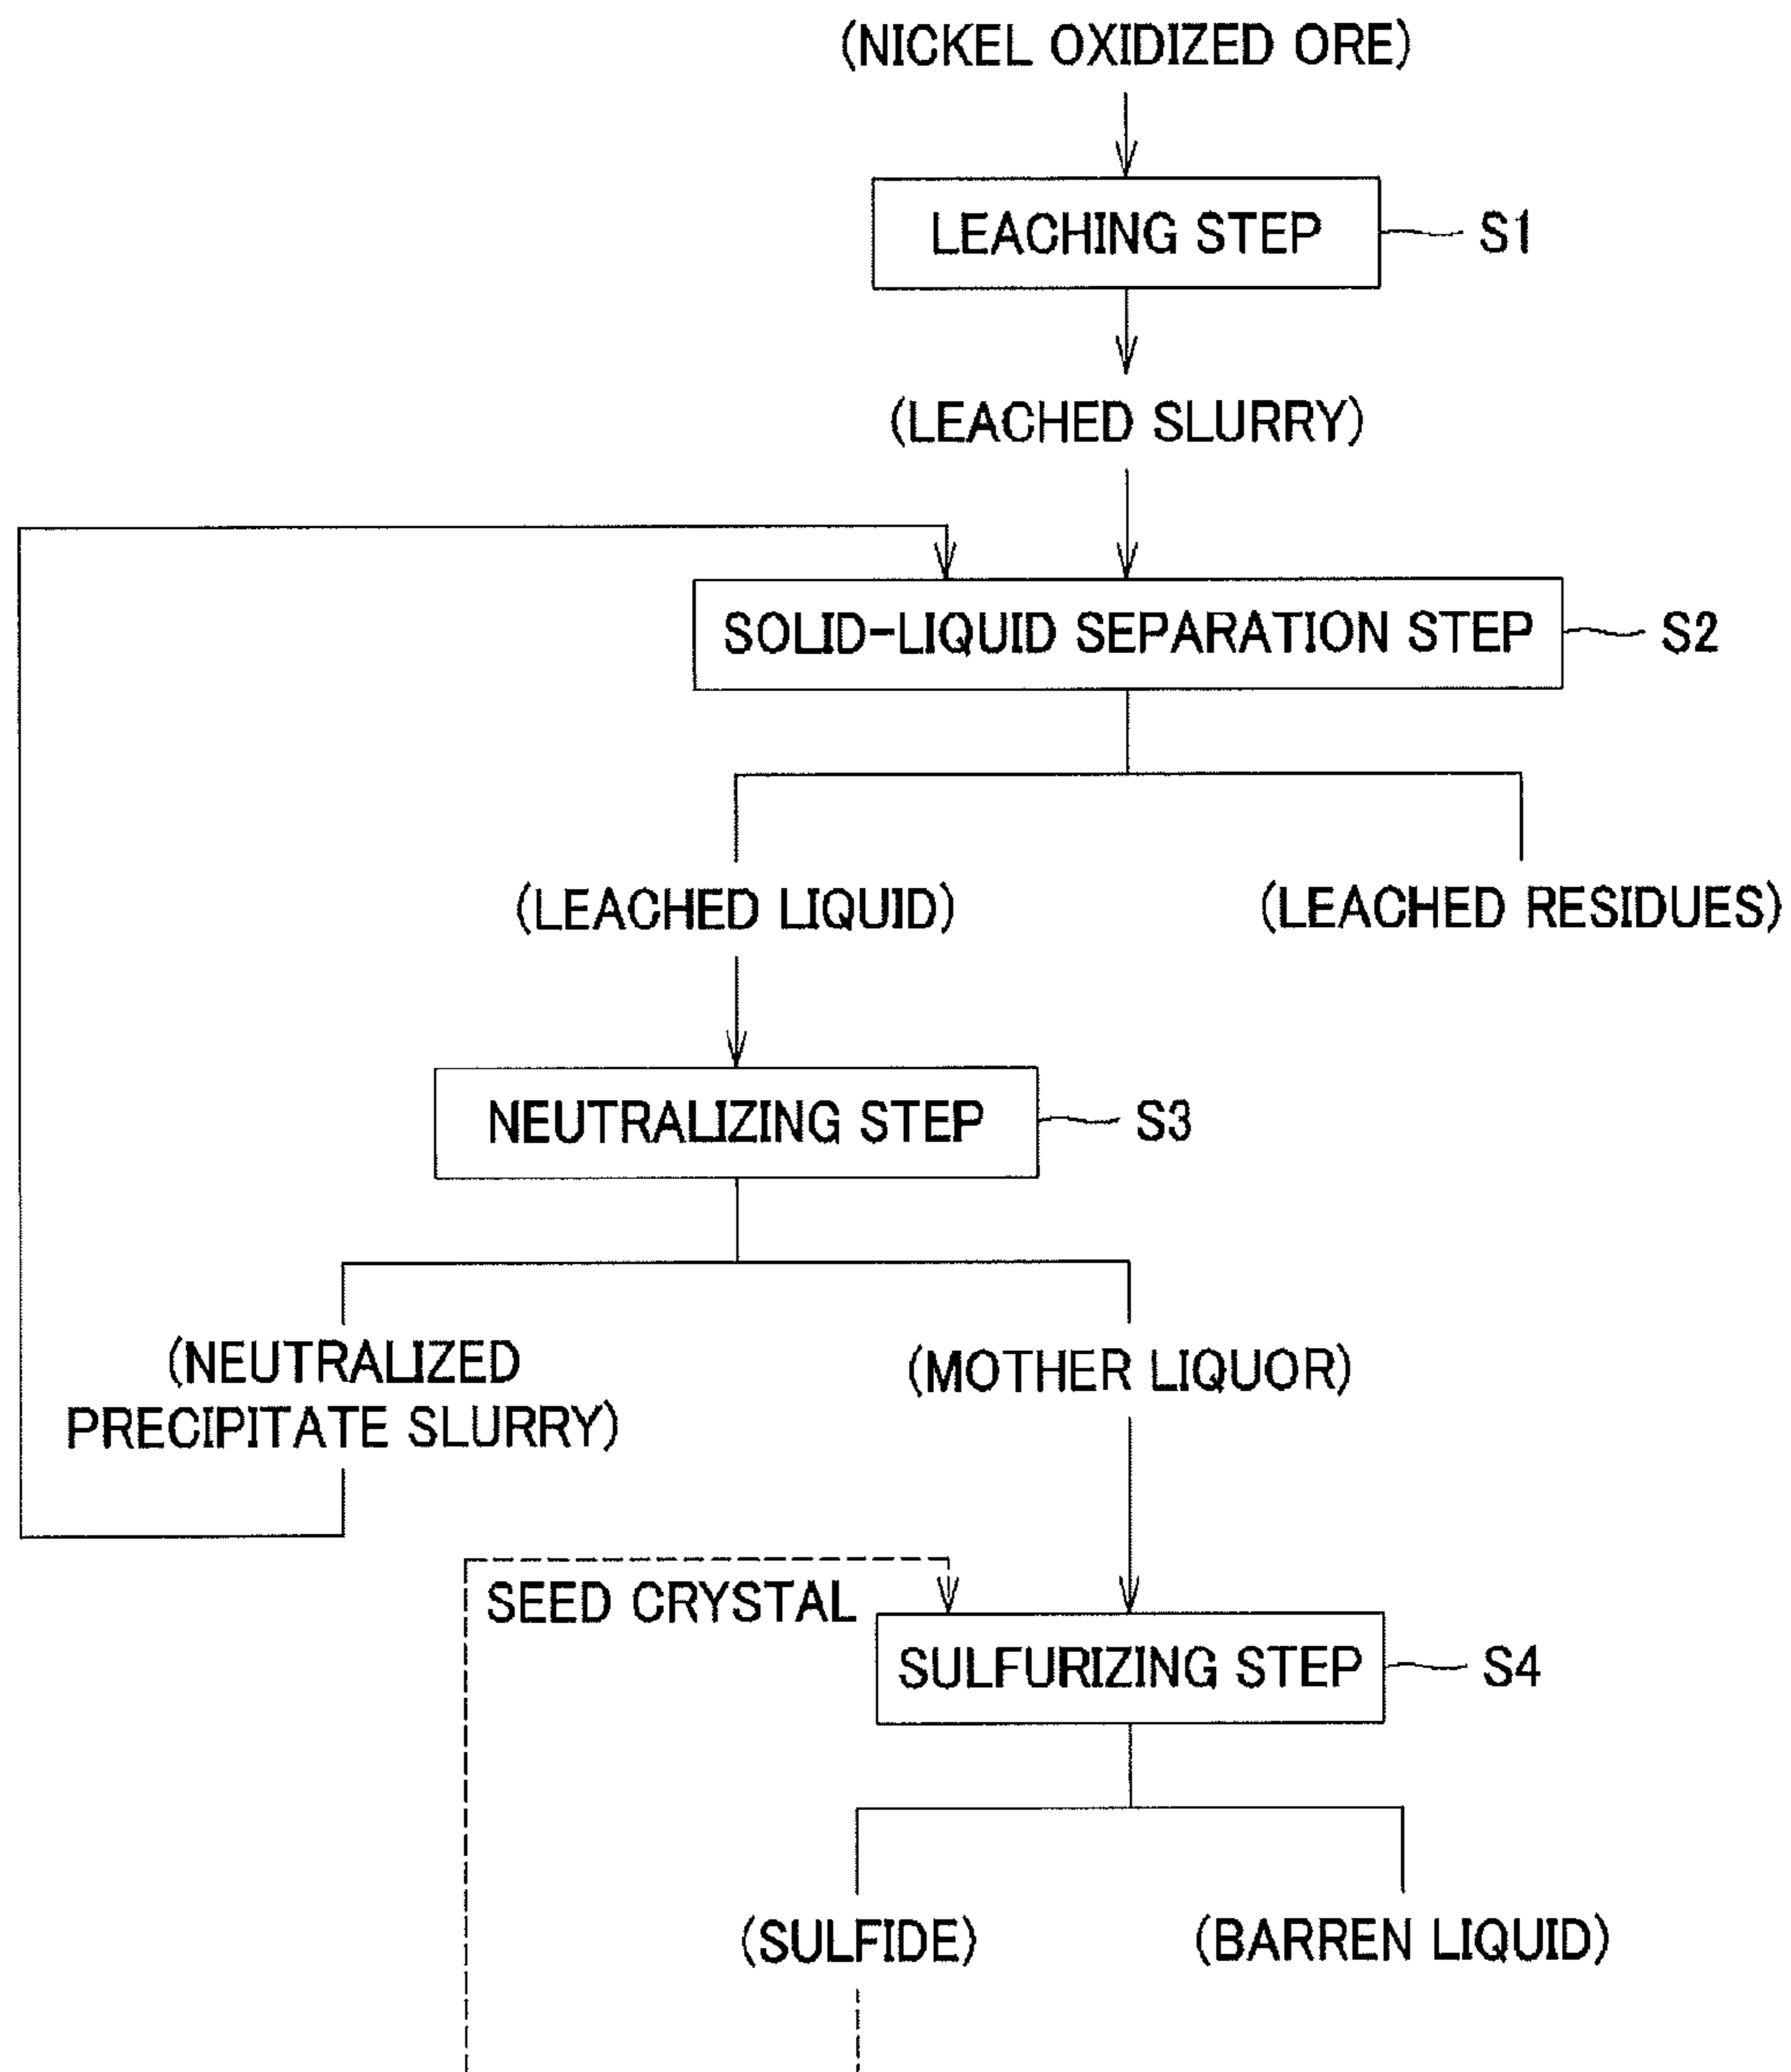 (NICKEL OXIDIZED ORE)
LEACHING STEP
S1
(LEACHED SLURRY)
SOLID-LIQUID SEPARATION STEP
S2
(LEACHED LIQUID)
(LEACHED RESIDUES)
NEUTRALIZING STEP
S3
(NEUTRALIZED
PRECIPITATE SLURRY)
(MOTHER LIQUOR)
SEED CRYSTAL
SULFURIZING STEP
S4
(SULFIDE)
(BARREN LIQUID)